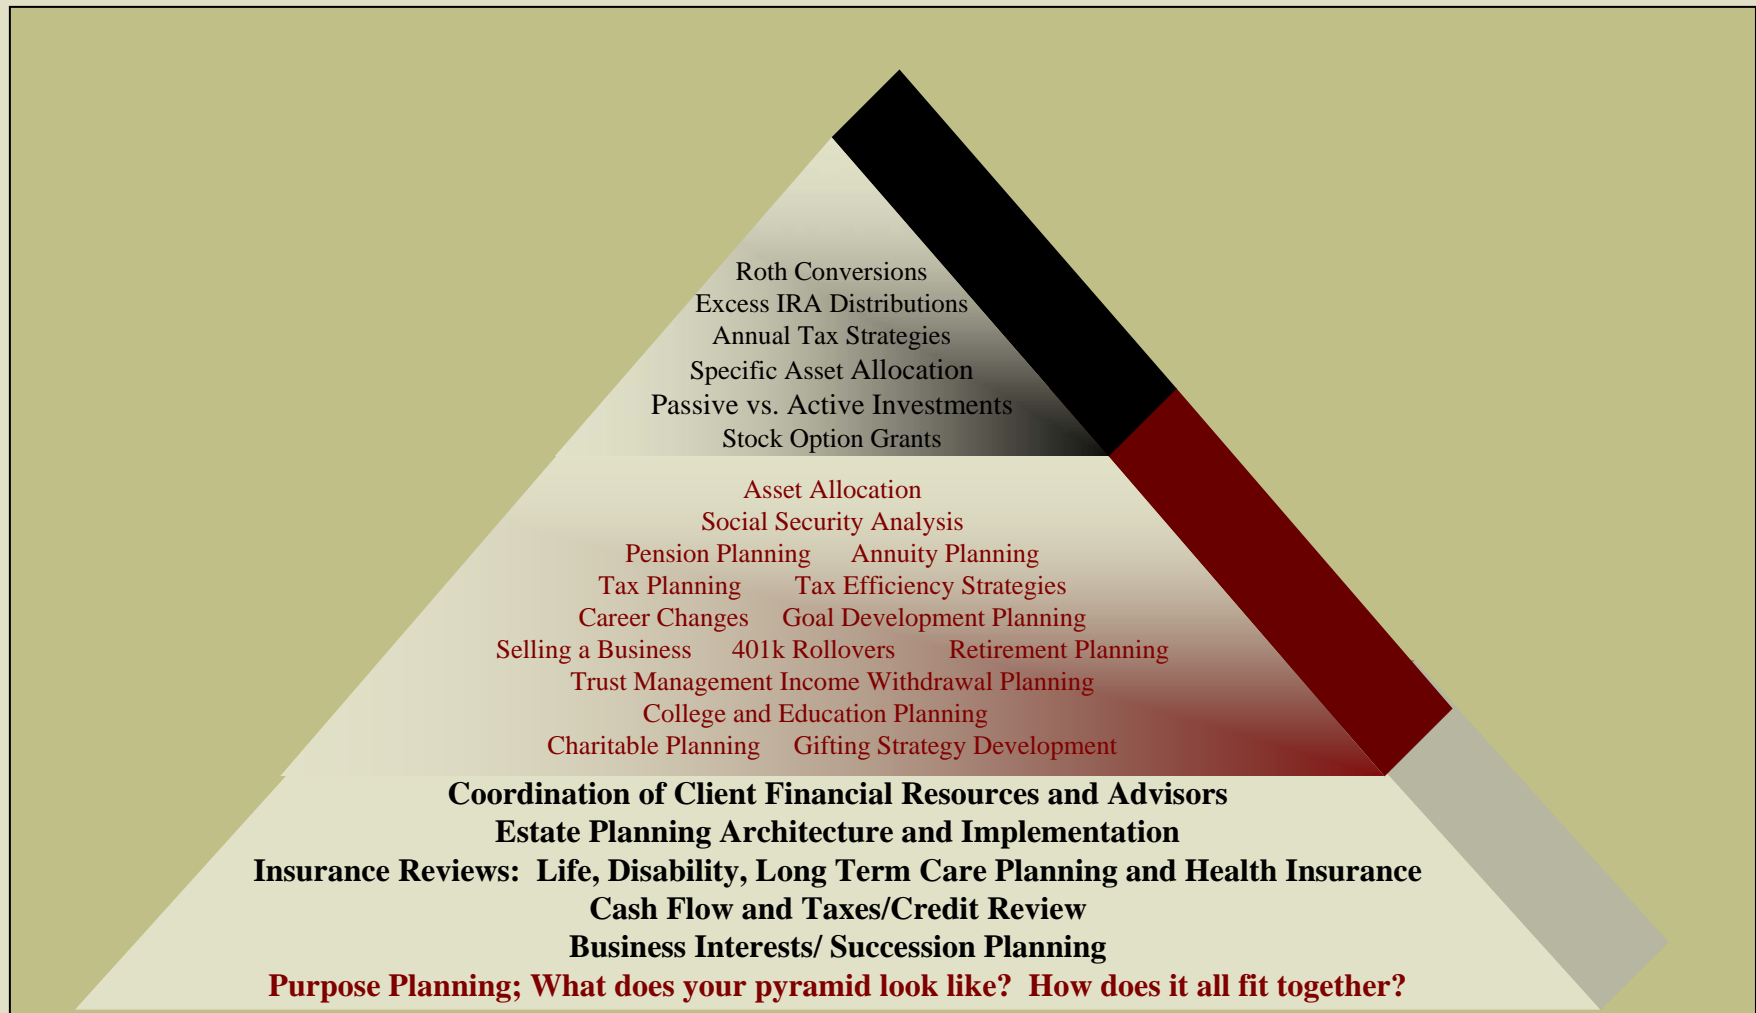 Roth Conversions
Excess IRA Distributions
Annual Tax Strategies
Specific Asset Allocation
Passive vs. Active Investments
Stock Option Grants
Asset Allocation
Social Security Analysis
Pension Planning Annuity Planning
Tax Planning Tax Efficiency Strategies
Career Changes Goal Development Planning
Selling a Business 401k Rollovers Retirement Planning
Trust Management Income Withdrawal Planning
College and Education Planning
Charitable Planning Gifting Strategy Development
Coordination of Client Financial Resources and Advisors
Estate Planning Architecture and Implementation
Insurance Reviews: Life, Disability, Long Term Care Planning and Health Insurance
Cash Flow and Taxes/Credit Review
Business Interests/ Succession Planning
Purpose Planning; What does your pyramid look like? How does it all fit together?